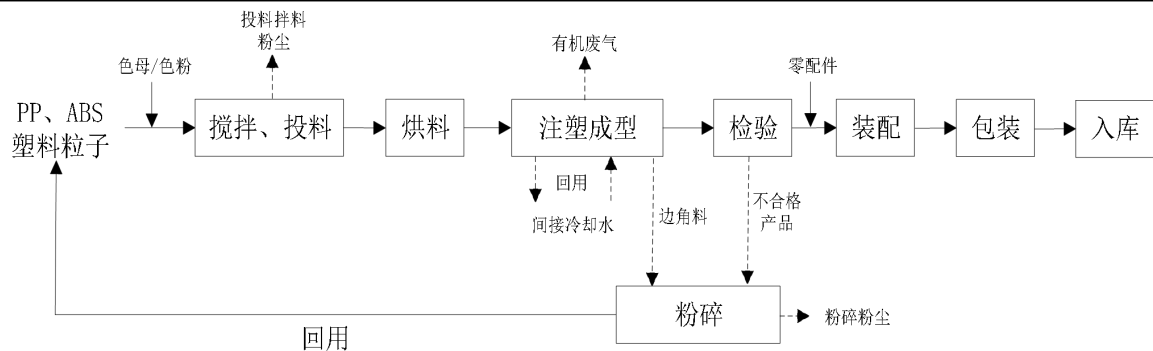 投料拌料
粉尘
有机废气
色母/色粉
零配件
PP、ABS
塑料粒子
搅拌、投料
烘料
注塑成型
检验
装配
包装
入库
回用
间接冷却水
边角料
不合格
产品
粉碎
粉碎粉尘
回用